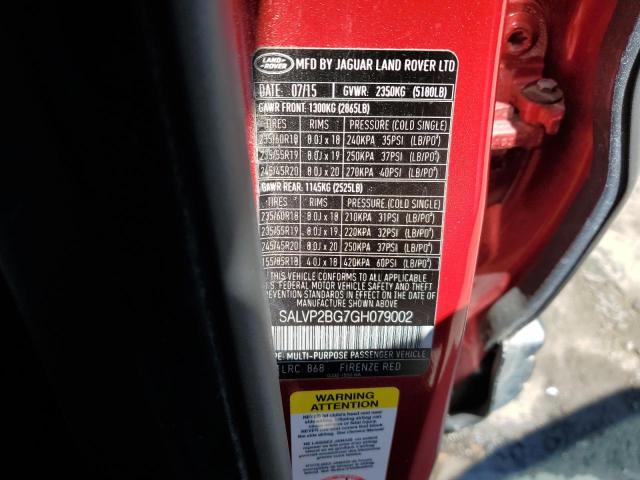 LAND ROVER MFD BY JAGUAR LAND ROVER LTD
DATE: 07/15 GVWR: 2350KG (5180LB)
GAWR FRONT: 1300KG (2865LB)
TIRES RIMS PRESSURE (COLD SINGLE)
235/60R18 8.0J x 18 240KPA 35PSI (LB/PO²)
235/55R19 8.0J x 19 250KPA 37PSI (LB/PO²)
245/45R20 8.0J x 20 270KPA 40PSI (LB/PO²)
GAWR REAR: 1145KG (2525LB)
TIRES RIMS PRESSURE (COLD SINGLE)
235/60R18 8.0J x 18 210KPA 31PSI (LB/PO²)
235/55R19 8.0J x 19 220KPA 32PSI (LB/PO²)
245/45R20 8.0J x 20 250KPA 37PSI (LB/PO²)
155/85R18 4.0J x 18 420KPA 60PSI (LB/PO²)
THIS VEHICLE CONFORMS TO ALL APPLICABLE
U.S. FEDERAL MOTOR VEHICLE SAFETY AND
THEFT PREVENTION STANDARDS IN EFFECT ON THE DATE OF
MANUFACTURE SHOWN ABOVE
SALVP2BG7GH079002
TYPE: MULTI-PURPOSE PASSENGER VEHICLE
LRC 868 FIRENZE RED
WARNING
ATTENTION